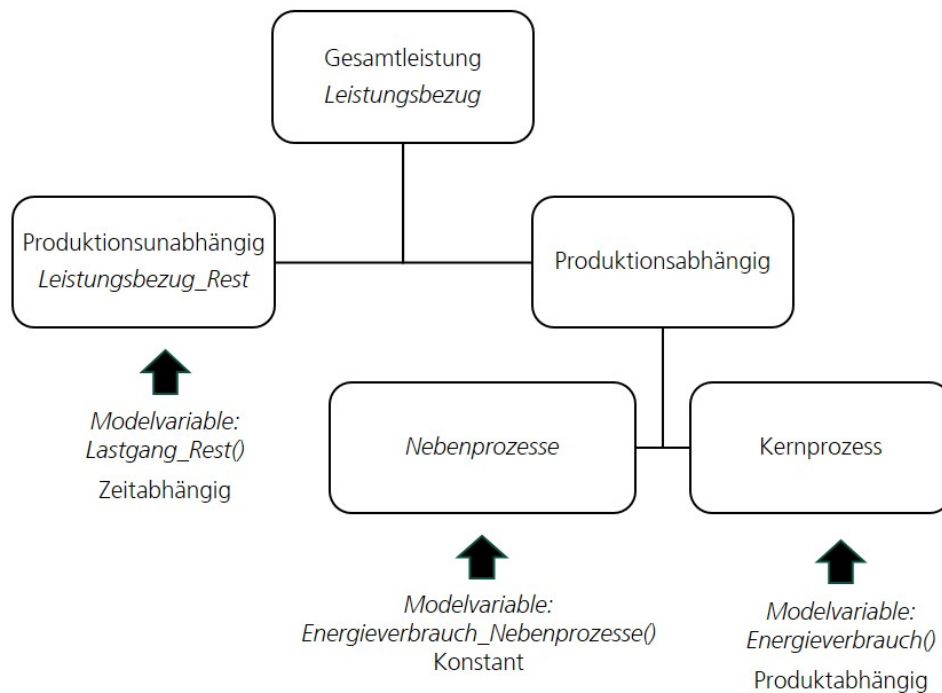 Gesamtleistung
Leistungsbezug
Produktionsunabhängig
Leistungsbezug_Rest
Produktionsabhängig
Modelvariable:
Lastgang_Rest()
Zeitabhängig
Nebenprozesse
Kernprozess
Modelvariable:
Energieverbrauch_Nebenprozesse()
Konstant
Modelvariable:
Energieverbrauch()
Produktabhängig